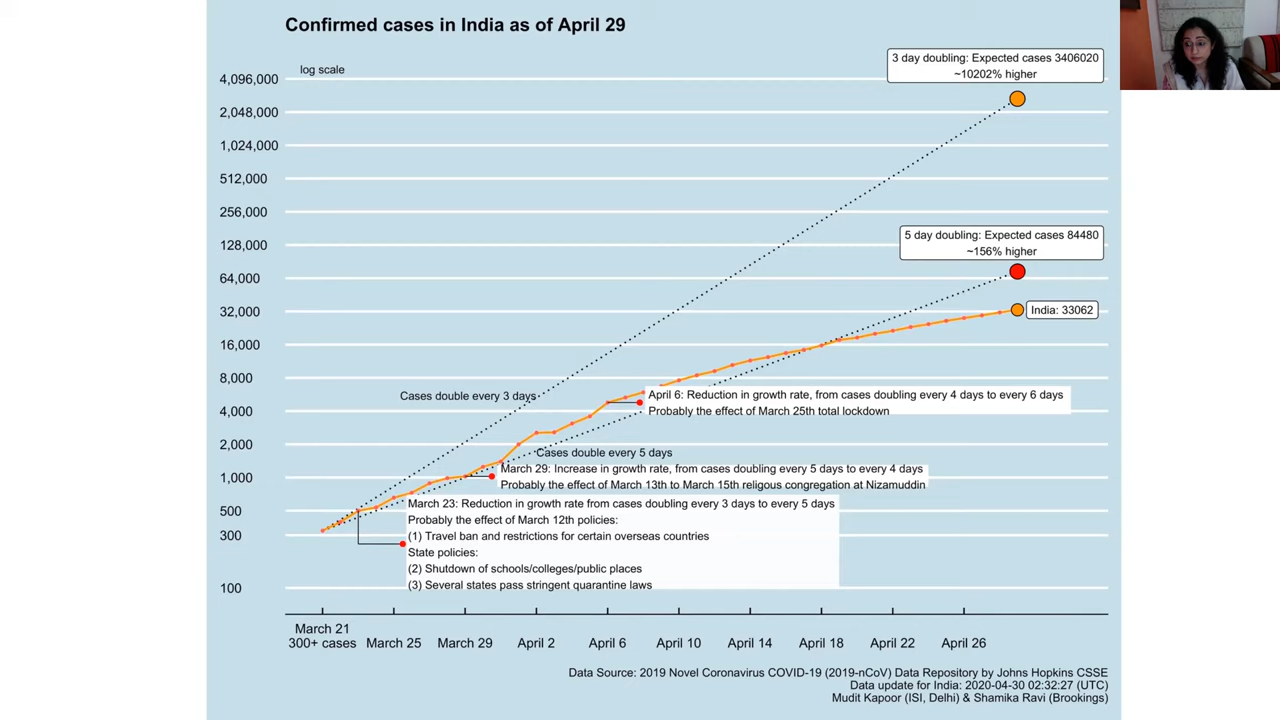 Confirmed cases in India as of April 29
log scale
3 day doubling: Expected cases 3406020
~10202% higher
4,096,000
2,048,000
1,024,000
512,000
256,000
5 day doubling: Expected cases 84480
~156% higher
128,000
64,000
32,000
India: 33062
16,000
8,000
Cases double every 3 days
April 6: Reduction in growth rate, from cases doubling every 4 days to every 6 days
Probably the effect of March 25th total lockdown
4,000
2,000
Cases double every 5 days
March 29: Increase in growth rate, from cases doubling every 5 days to every 4 days
Probably the effect of March 13th to March 15th religous congregation at Nizamuddin
1,000
March 23: Reduction in growth rate from cases doubling every 3 days to every 5 days
Probably the effect of March 12th policies:
(1) Travel ban and restrictions for certain overseas countries
State policies:
(2) Shutdown of schools/colleges/public places
(3) Several states pass stringent quarantine laws
500
300
100
March 21
300+ cases
March 25
March 29
April 2
April 6
April 10
April 14
April 18
April 22
April 26
Data Source: 2019 Novel Coronavirus COVID-19 (2019-nCoV) Data Repository by Johns Hopkins CSSE
Data update for India: 2020-04-30 02:32:27 (UTC)
Mudit Kapoor (ISI, Delhi) & Shamika Ravi (Brookings)